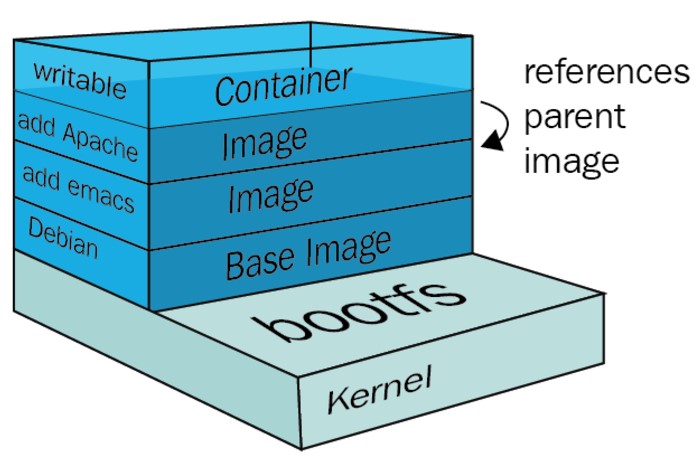 writable
Container
add Apache
Image
add emacs
Image
Debian
Base Image
bootfs
Kernel
references
parent
image